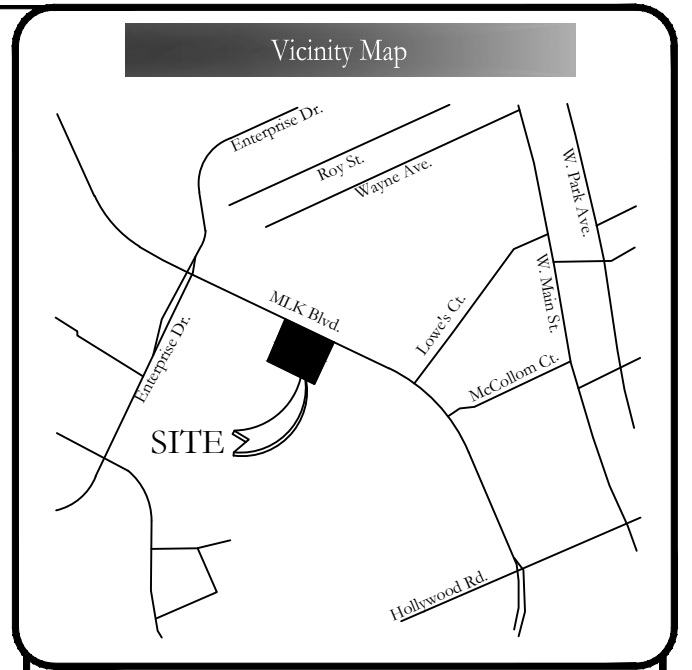 Vicinity Map
Enterprise Dr.
Roy St.
Wayne Ave.
W. Park Ave.
W. Main St.
MLK Blvd.
Lowe's Ct.
Enterprise Dr.
McCollom Ct.
SITE
Hollywood Rd.